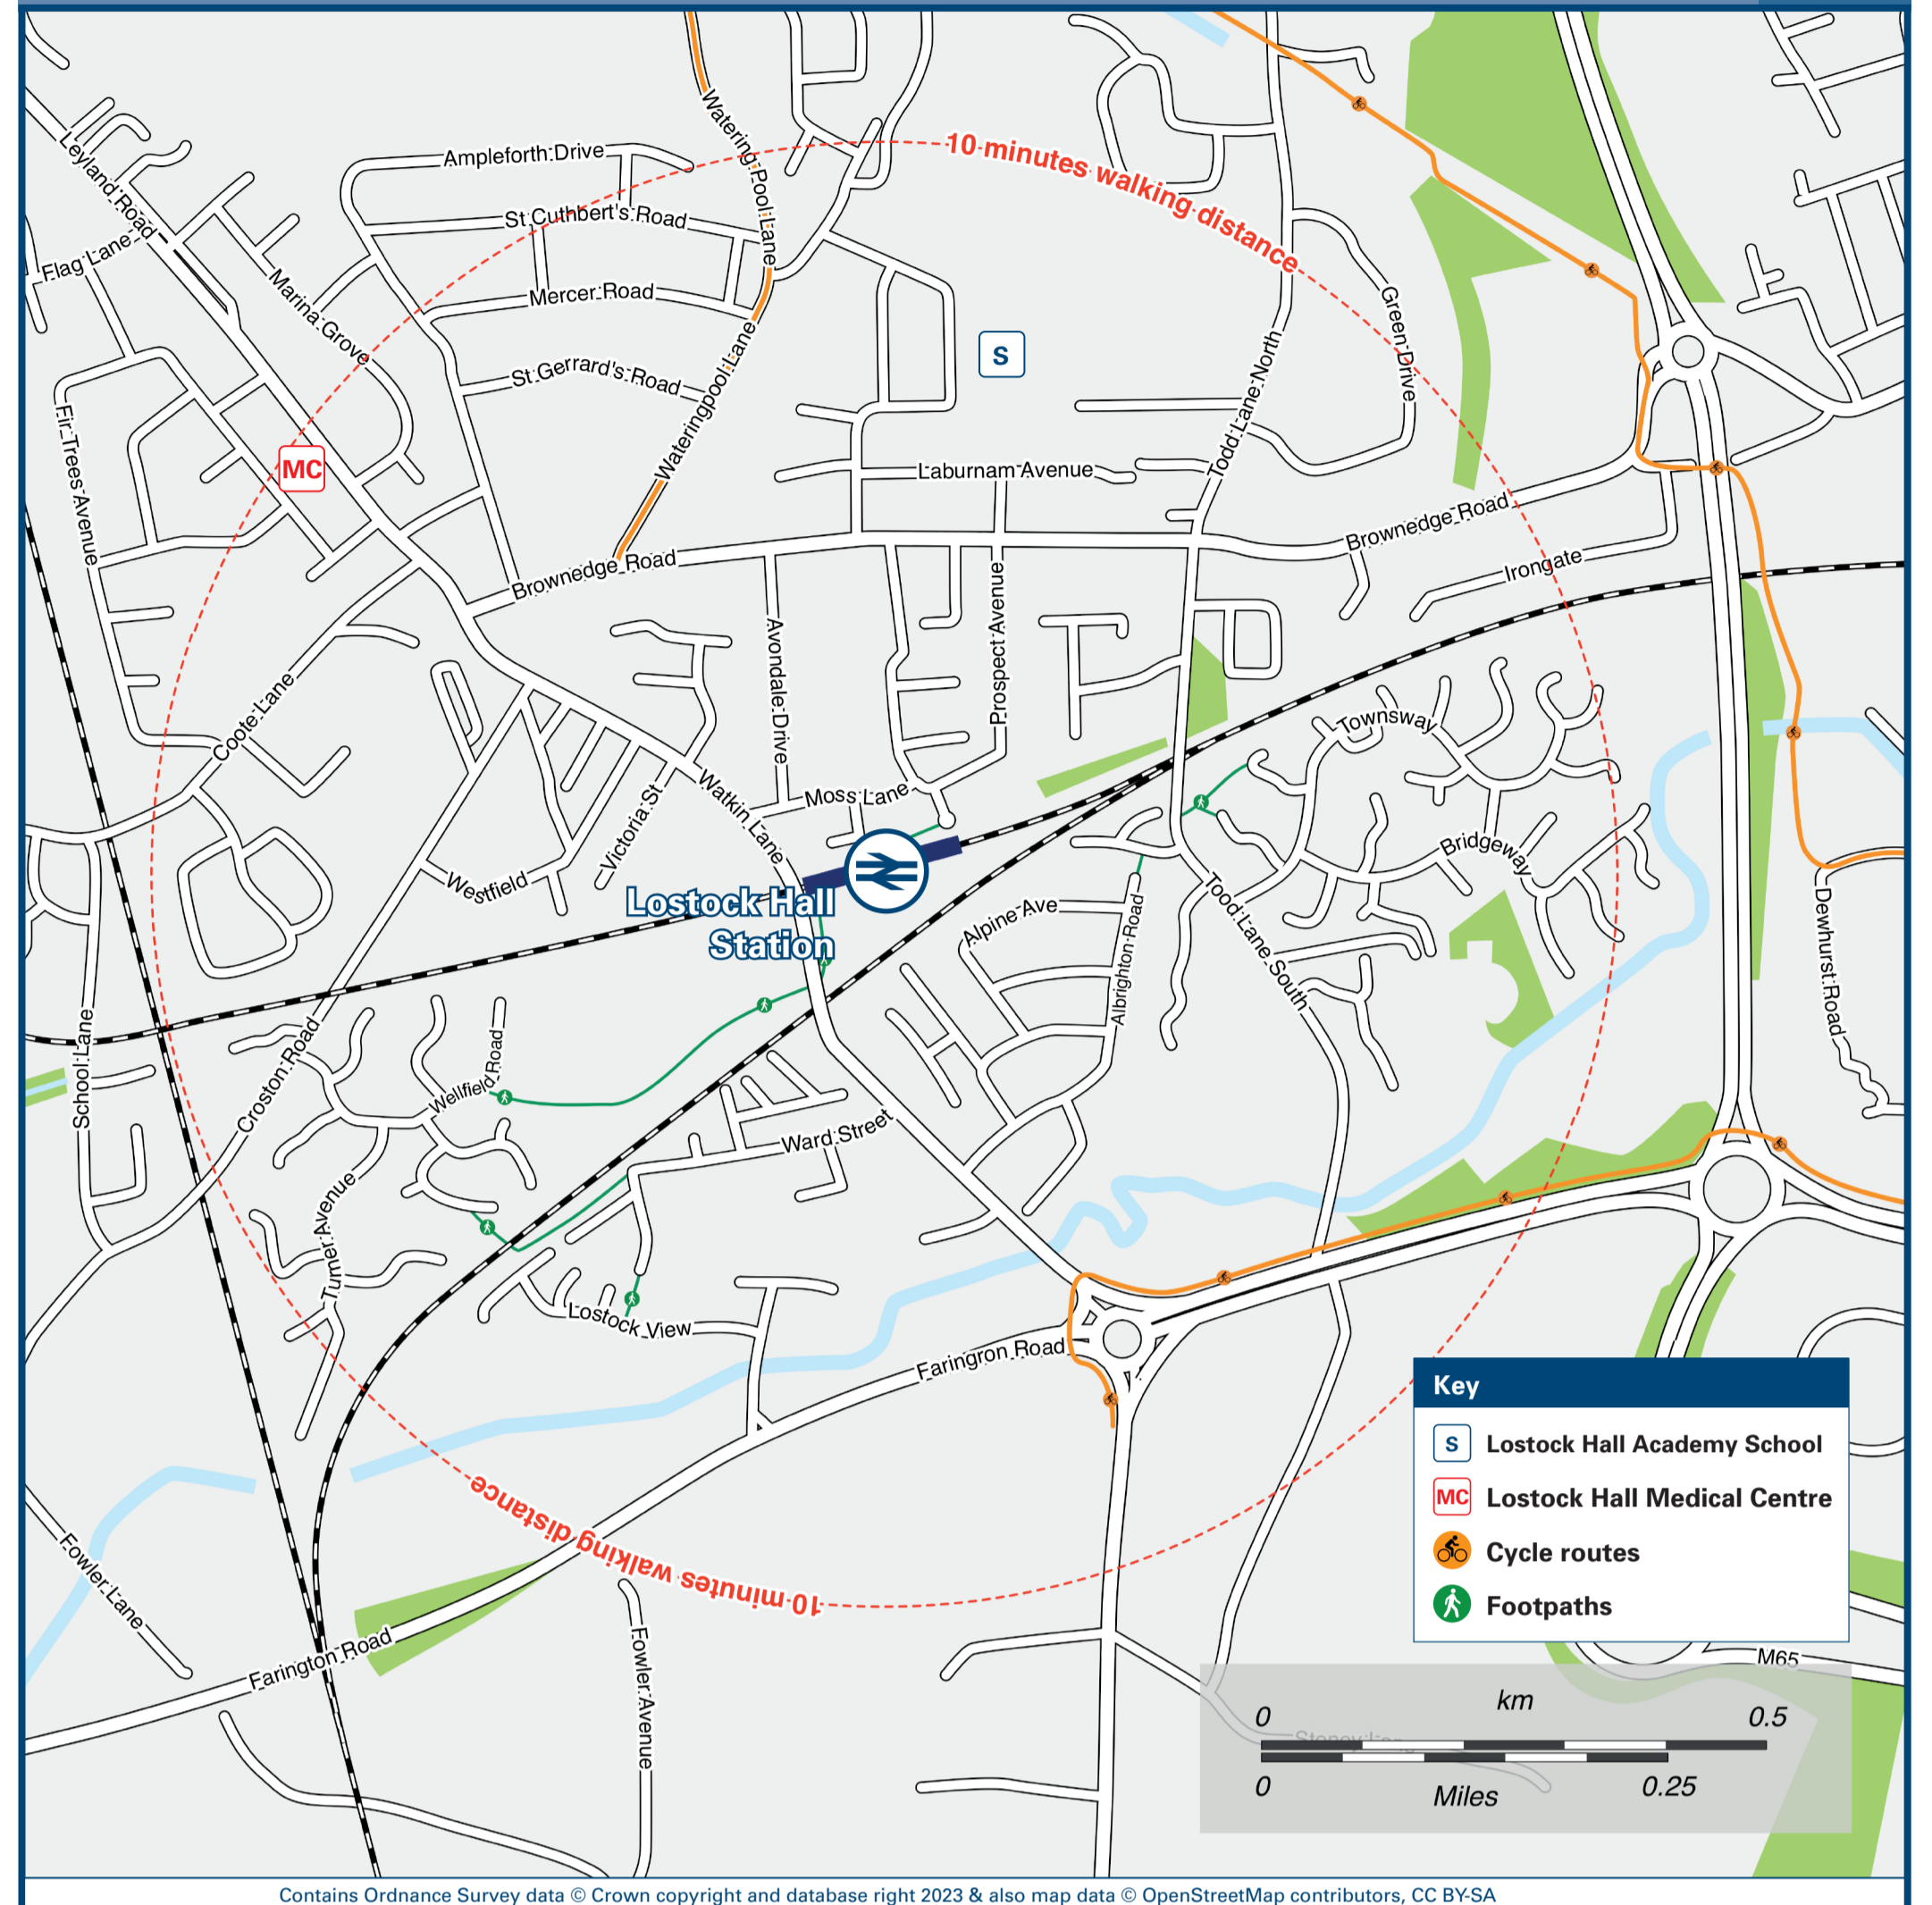 Watering Pool Lane
10 minutes walking distance
Leyland Road
Ampleforth Drive
St Cuthbert's Road
Flag Lane
Marina Grove
Mercer Road
Green Drive
S
St Gerrard's Road
Wateringpool Lane
Todd Lane North
Fir Trees Avenue
MC
Laburnam Avenue
Brownedge Road
Brownedge Road
Irongate
Avondale Drive
Prospect Avenue
Coote Lane
Townsway
Watkin Lane
Moss Lane
Victoria St
Bridgeway
Westfield
Lostock Hall
Station
Alpine Ave
Albrighton Road
Todd Lane South
Dewhurst Road
School Lane
Croston Road
Wellfield Road
Ward Street
Turner Avenue
Lostock View
Faringron Road
Key
S Lostock Hall Academy School
MC Lostock Hall Medical Centre
Cycle routes
Footpaths
10 minutes walking distance
Fowler Lane
Farington Road
Fowler Avenue
M65
km
0 0.5
0 0.25
Miles
Contains Ordnance Survey data © Crown copyright and database right 2023 & also map data © OpenStreetMap contributors, CC BY-SA